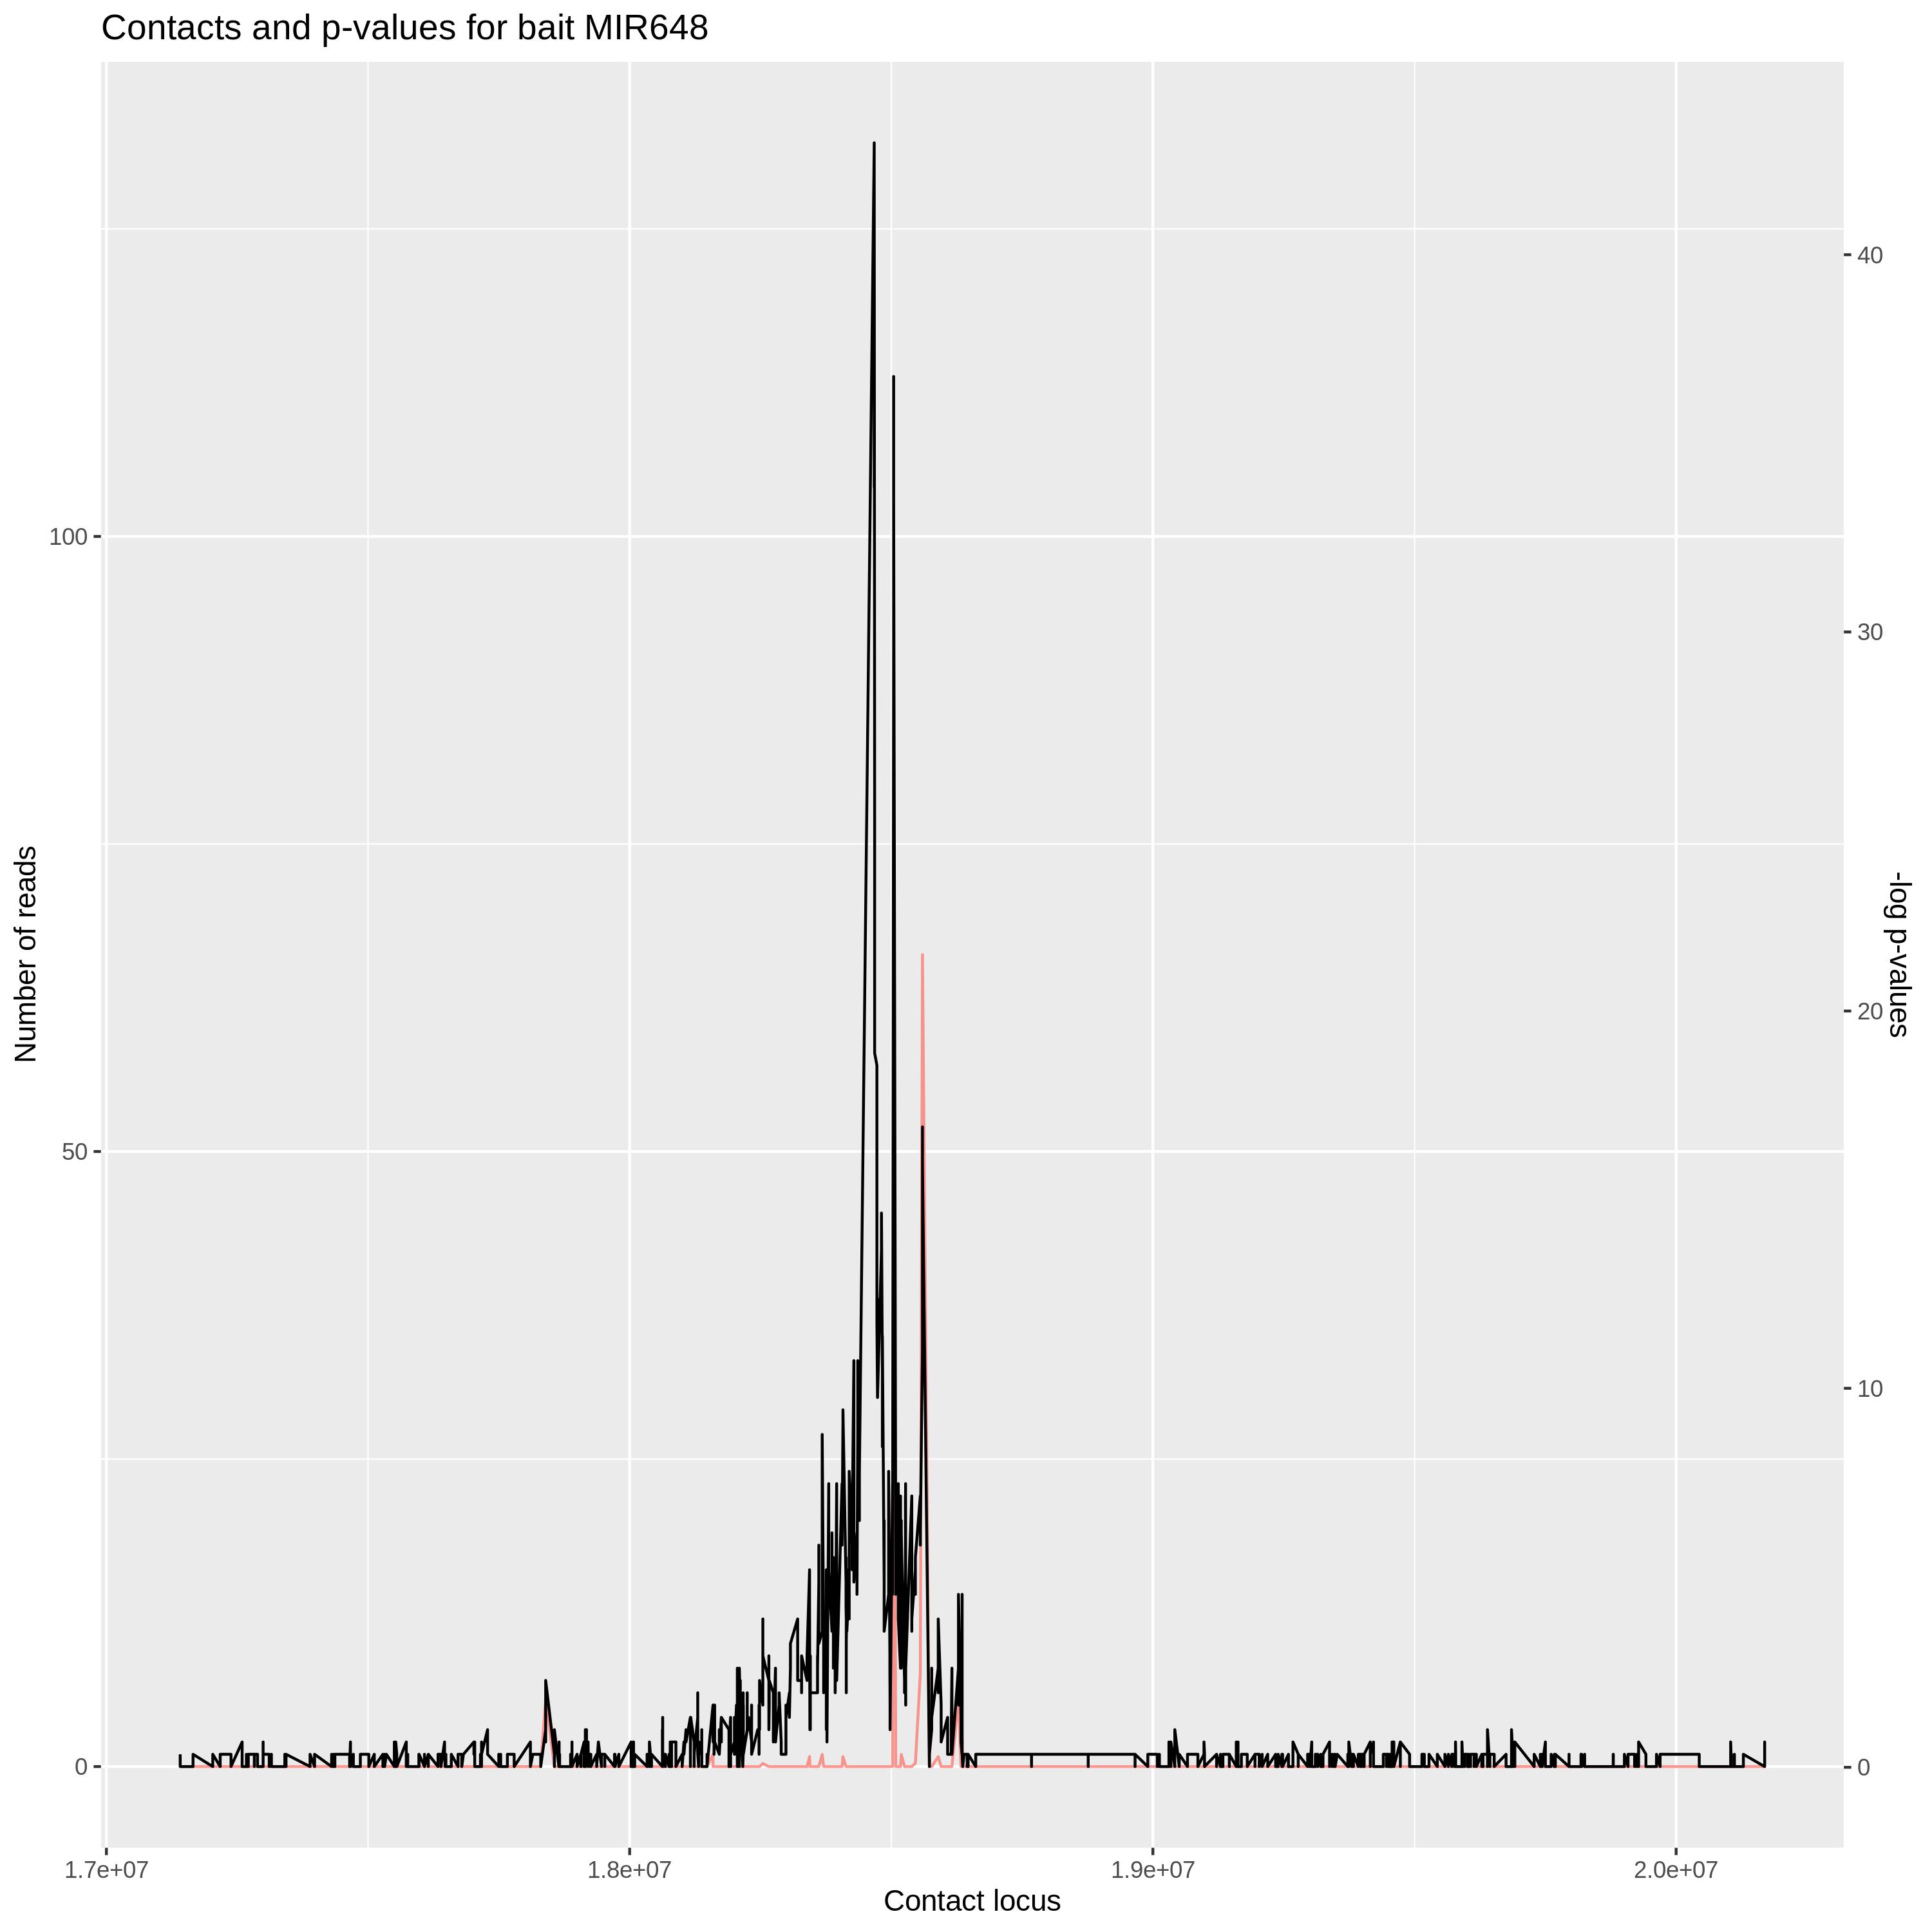 Contacts and p-values for bait MIR648
Number of reads
100
50
0
40
30
20
10
0
-log p-values
1.7e+07 1.8e+07 1.9e+07 2.0e+07
Contact locus